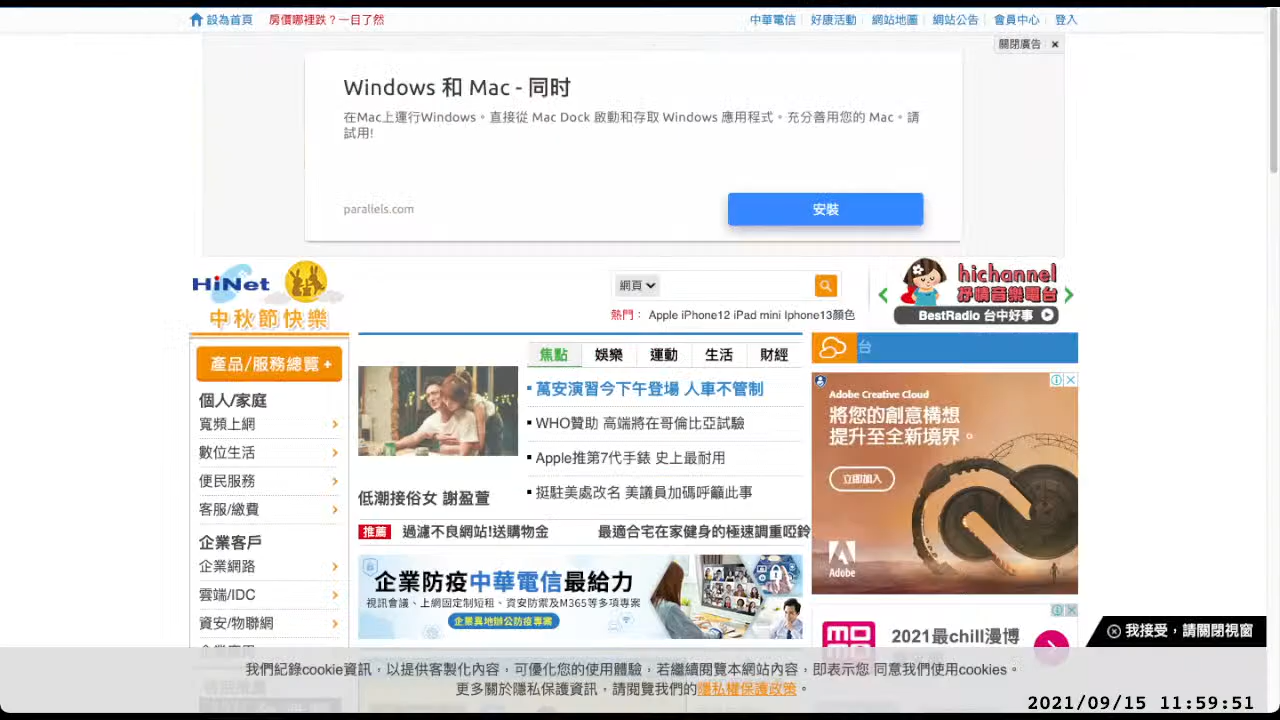 設為首頁 房價哪裡跌？一目了然 中華電信 好康活動 網站地圖 網站公告 會員中心 登入
關閉廣告 ×
Windows 和 Mac - 同时
在Mac上運行Windows。直接從 Mac Dock 啟動和存取 Windows 應用程式。充分善用您的 Mac。請
試用!
parallels.com
安裝
HiNet
中秋節快樂
網頁
熱門： Apple iPhone12 iPad mini Iphone13顏色
hichannel
抒情音樂電台
BestRadio 台中好事
產品/服務總覽 +
個人/家庭
寬頻上網
數位生活
便民服務
客服/繳費
企業客戶
企業網路
雲端/IDC
資安/物聯網
焦點 娛樂 運動 生活 財經
萬安演習今下午登場 人車不管制
WHO贊助 高端將在哥倫比亞試驗
Apple推第7代手錶 史上最耐用
挺駐美處改名 美議員加碼呼籲此事
低潮接俗女 謝盈萱
推薦 過濾不良網站!送購物金 最適合宅在家健身的極速調重啞鈴
企業防疫中華電信最給力
視訊會議、上網固定制短租、資安防禦及M365等多項專案
企業異地辦公防疫專案
台
Adobe Creative Cloud
將您的創意構想
提升至全新境界。
立即加入
Adobe
momo
2021最chill漫博
我接受，請關閉視窗
我們紀錄cookie資訊，以提供客製化內容，可優化您的使用體驗，若繼續閱覽本網站內容，即表示您 同意我們使用cookies。
更多關於隱私保護資訊，請閱覽我們的隱私權保護政策。
2021/09/15 11:59:51